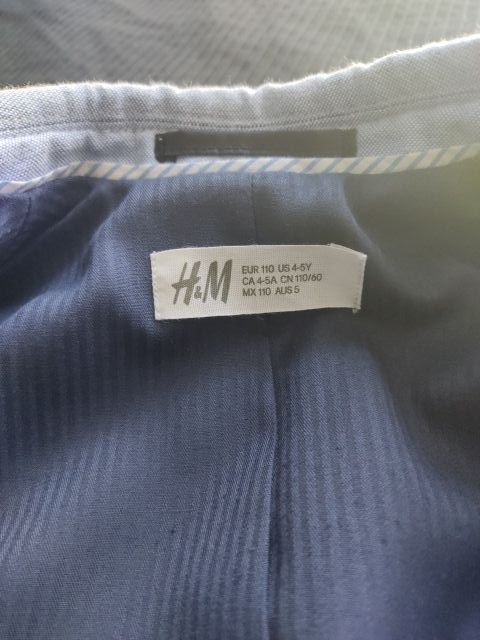 H&M
EUR 110 US 4-5Y
CA 4-5A CN 110/60
MX 110 AUS 5